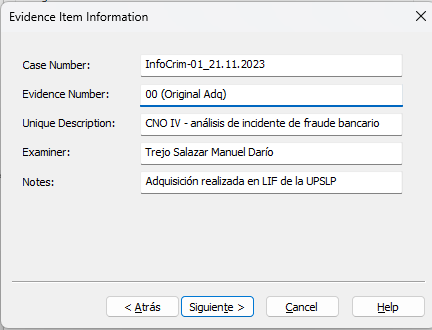 Evidence Item Information
Case Number: InfoCrim-01_21.11.2023
Evidence Number: 00 (Original Adq)
Unique Description: CNO IV - análisis de incidente de fraude bancario
Examiner: Trejo Salazar Manuel Darío
Notes: Adquisición realizada en LIF de la UPSLP
< Atrás Siguiente > Cancel Help